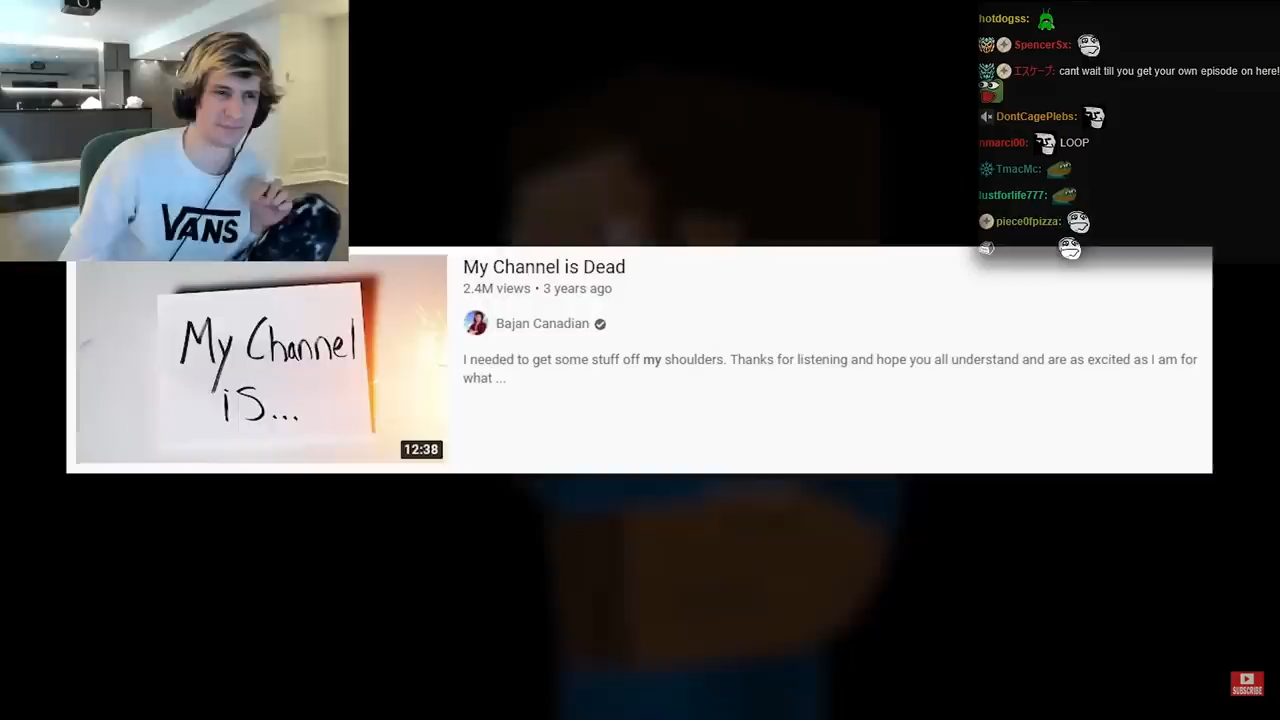 hotdogss:
SpencerSx:
エスケープ: cant wait till you get your own episode on here!
DontCagePlebs:
nmarci00: LOOP
TmacMc:
lustforlife777:
piece0fpizza:
VANS
My Channel is Dead
2.4M views • 3 years ago
Bajan Canadian
I needed to get some stuff off my shoulders. Thanks for listening and hope you all understand and are as excited as I am for
what ...
My Channel
is...
12:38
SUBSCRIBE